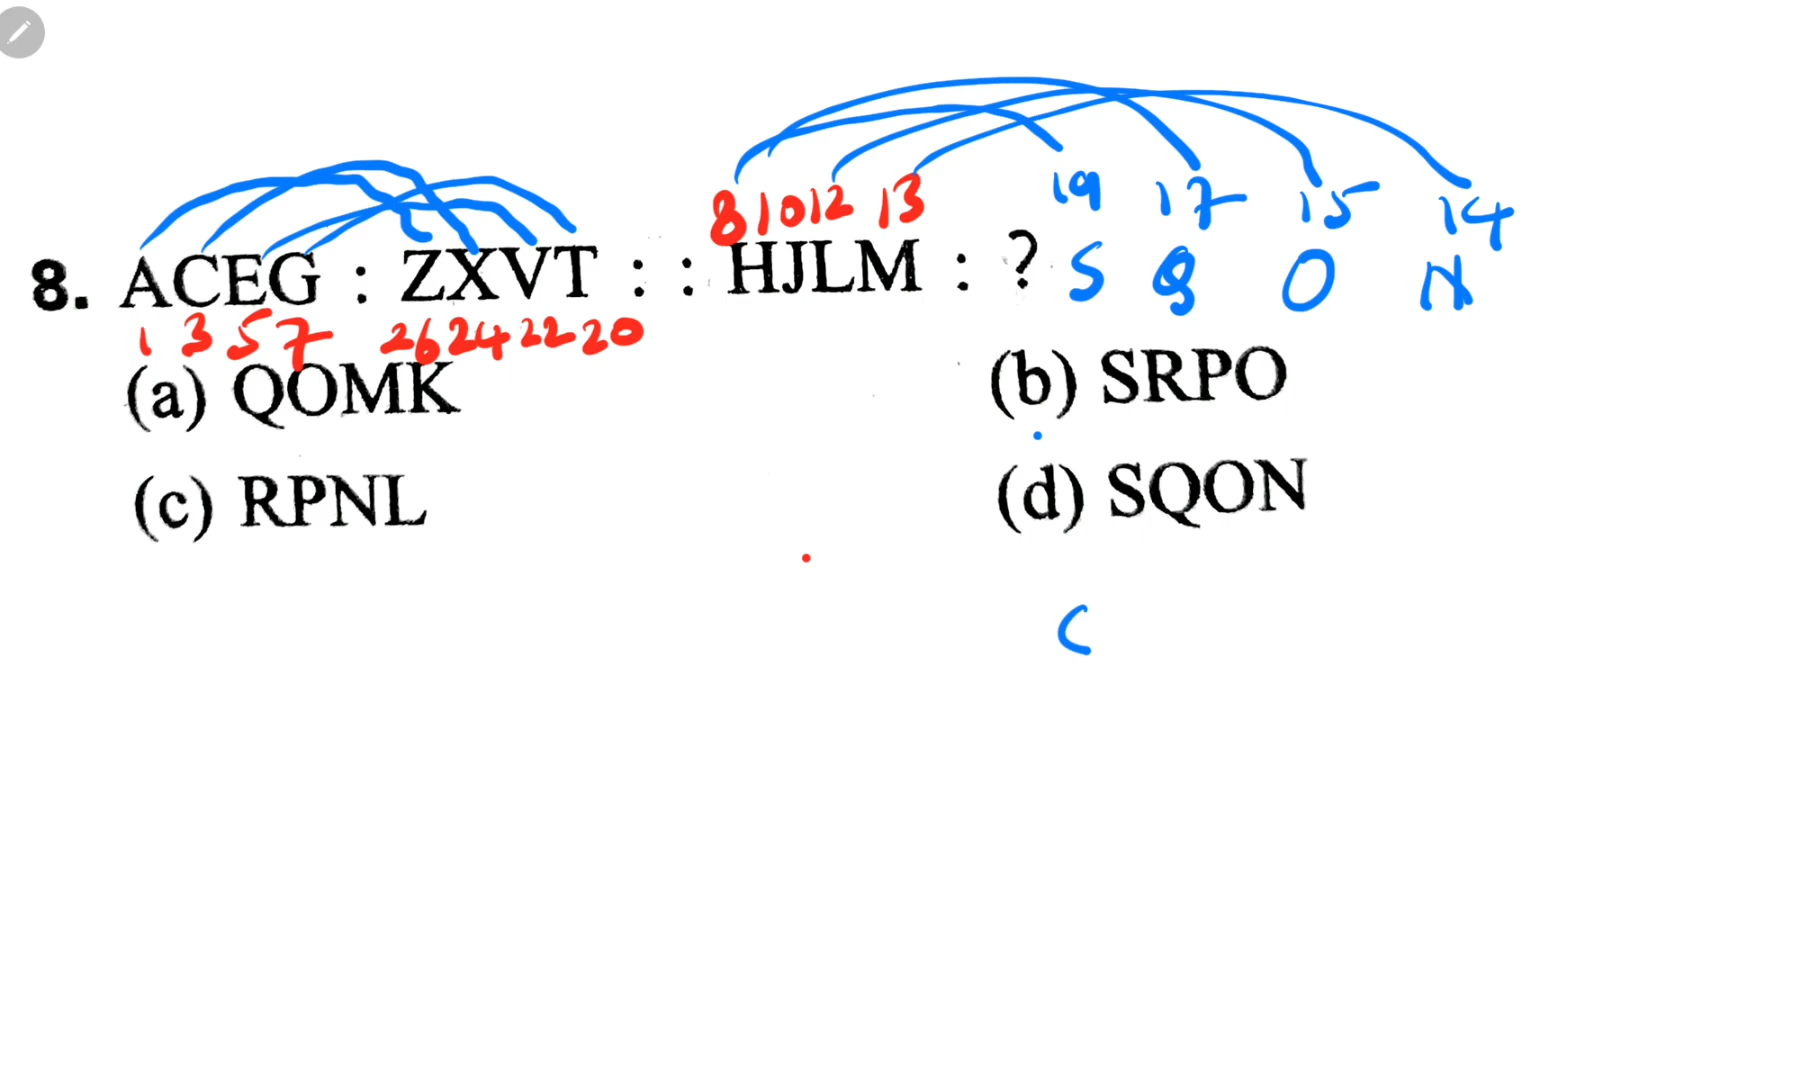 19 17 15 14
8 10 12 13
8. ACEG : ZXVT : : HJLM : ? S Q O N
1 3 5 7 26 24 22 20
(a) QOMK (b) SRPO
(c) RPNL (d) SQON
C